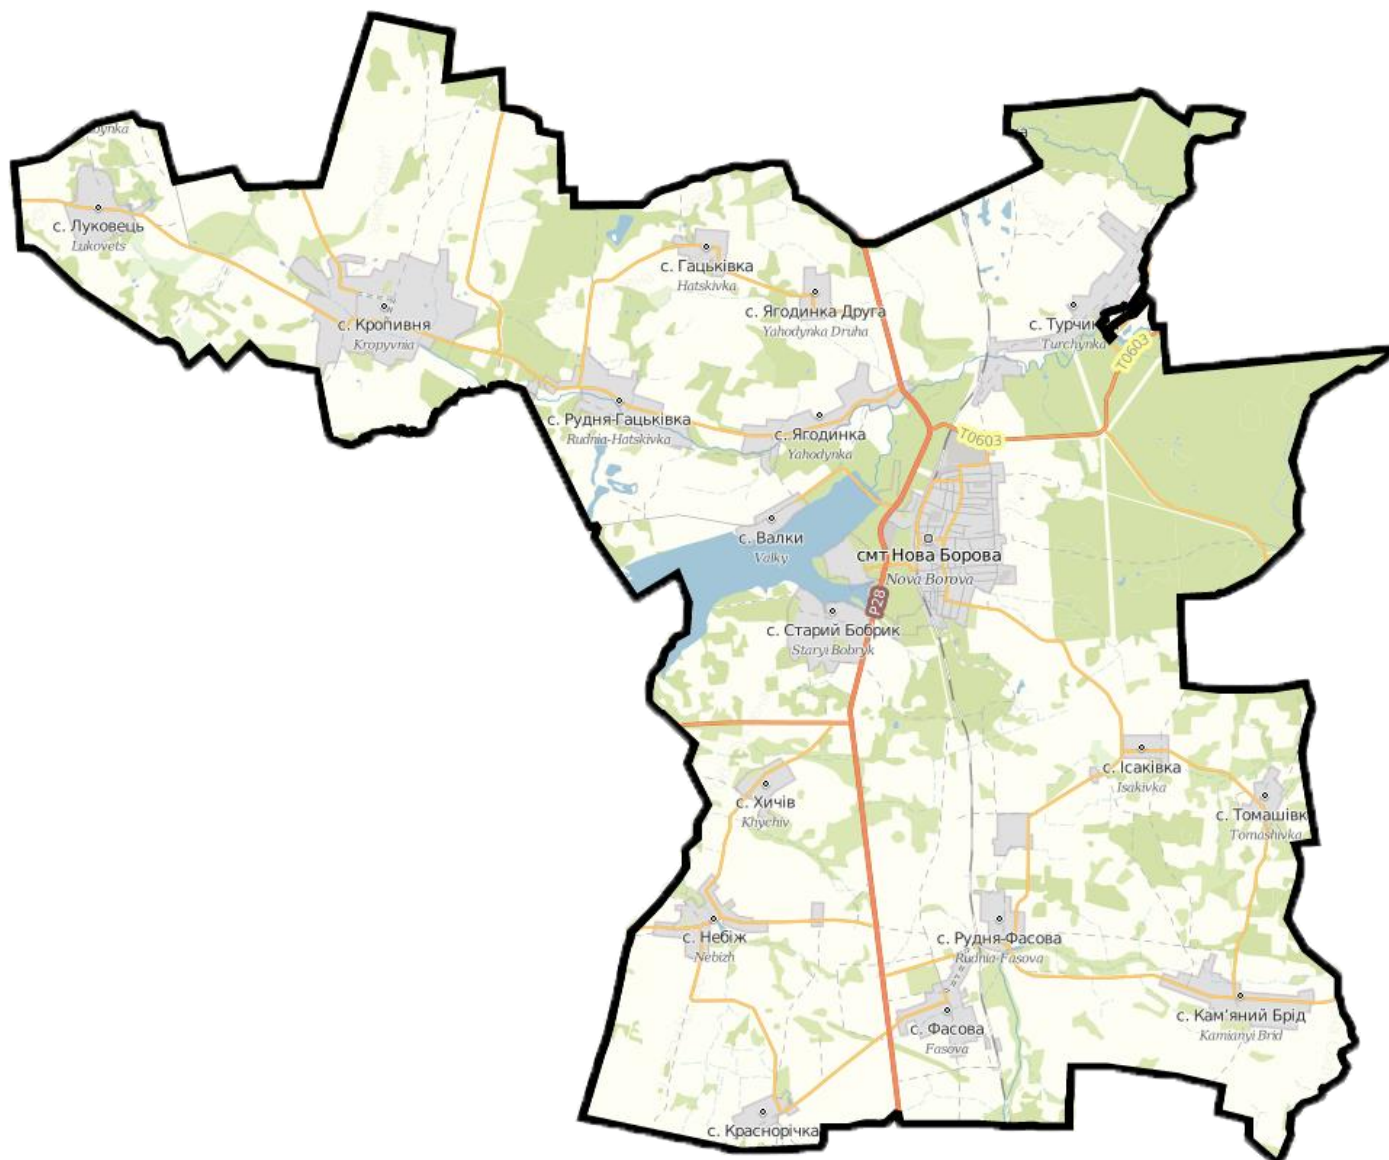 с. Луковець
Lukovets
с. Кропивня
Kropyvnia
с. Гацьківка
Hatskivka
с. Ягодинка Друга
Yahodynka Druha
с. Турчин
Turchynka
T0603
с. Рудня-Гацьківка
Rudnia-Hatskivka
с. Ягодинка
Yahodynka
T0603
с. Валки
Valky
смт Нова Борова
Nova Borova
P28
с. Старий Бобрик
Staryi Bobryk
с. Ісаківка
Isakivka
с. Хичів
Khychiv
с. Томашівк
Tomashivka
с. Небіж
Nebizh
с. Рудня-Фасова
Rudnia-Fasova
с. Кам'яний Брід
Kamianyi Brid
с. Фасова
Fasova
с. Краснорічка